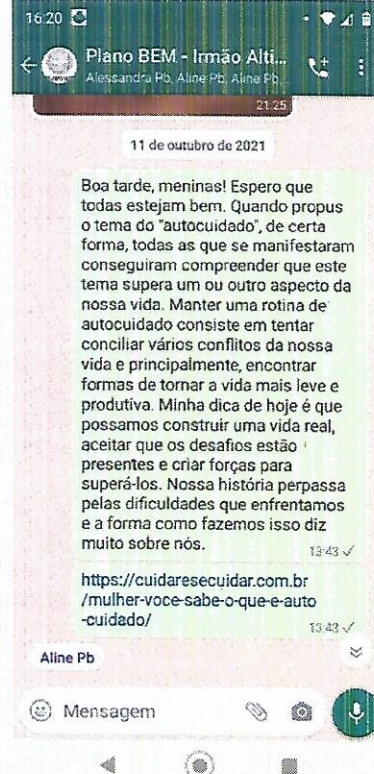 16:20
Plano BEM - Irmão Alti...
Alessandra Pb, Aline Pb, Aline Pb,
21:25
11 de outubro de 2021
Boa tarde, meninas! Espero que
todas estejam bem. Quando propus
o tema do "autocuidado", de certa
forma, todas as que se manifestaram
conseguiram compreender que este
tema supera um ou outro aspecto da
nossa vida. Manter uma rotina de
autocuidado consiste em tentar
conciliar vários conflitos da nossa
vida e principalmente, encontrar
formas de tornar a vida mais leve e
produtiva. Minha dica de hoje é que
possamos construir uma vida real,
aceitar que os desafios estão
presentes e criar forças para
superá-los. Nossa história perpassa
pelas dificuldades que enfrentamos
e a forma como fazemos isso diz
muito sobre nós.
13:43
https://cuidaresecuidar.com.br
/mulher-voce-sabe-o-que-e-auto
-cuidado/
13:43
Aline Pb
Mensagem